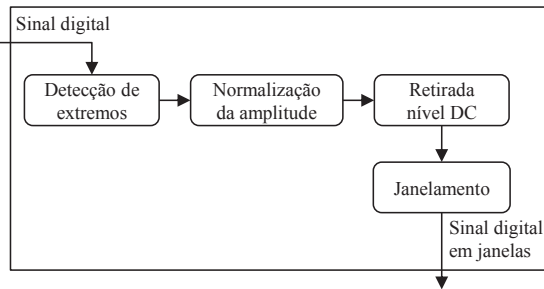 Sinal digital
Detecção de
extremos
Normalização
da amplitude
Retirada
nível DC
Janelamento
Sinal digital
em janelas